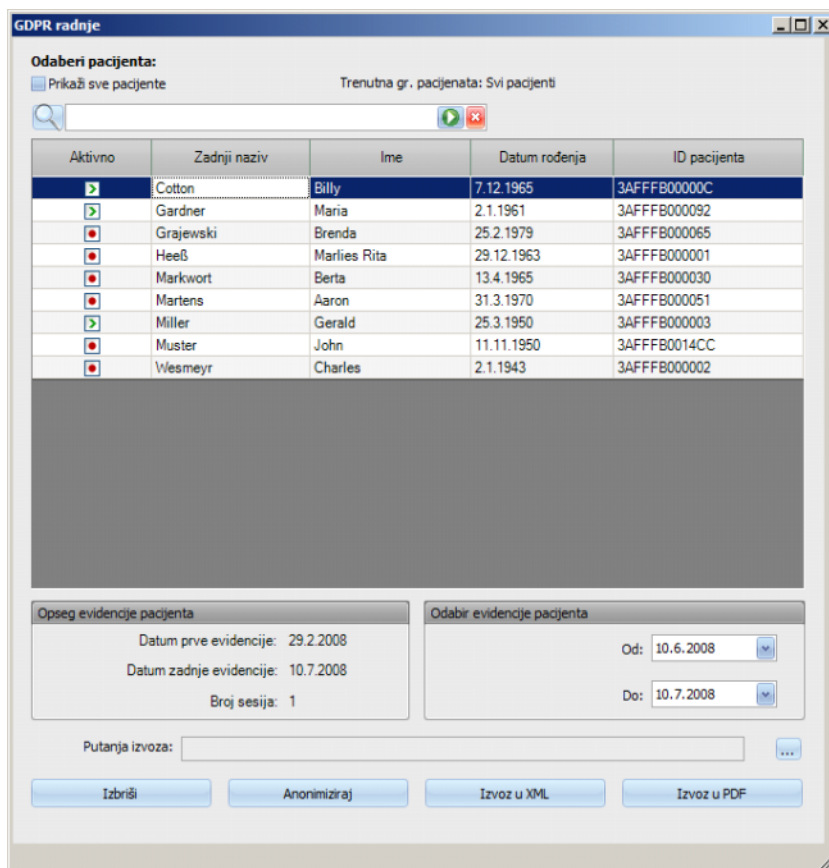 GDPR radnje
Odaberi pacijenta:
Prikaži sve pacijente Trenutna gr. pacijenata: Svi pacijenti
Aktivno Zadnji naziv Ime Datum rođenja ID pacijenta
Cotton Billy 7.12.1965 3AFFFB00000C
Gardner Maria 2.1.1961 3AFFFB000092
Grajewski Brenda 25.2.1979 3AFFFB000065
Heeß Marlies Rita 29.12.1963 3AFFFB000001
Markwort Berta 13.4.1965 3AFFFB000030
Martens Aaron 31.3.1970 3AFFFB000051
Miller Gerald 25.3.1950 3AFFFB000003
Muster John 11.11.1950 3AFFFB0014CC
Wesmeyr Charles 2.1.1943 3AFFFB000002
Opseg evidencije pacijenta Odabir evidencije pacijenta
Datum prve evidencije: 29.2.2008
Od: 10.6.2008
Datum zadnje evidencije: 10.7.2008
Do: 10.7.2008
Broj sesija: 1
Putanja izvoza: ...
Izbriši Anonimiziraj Izvoz u XML Izvoz u PDF